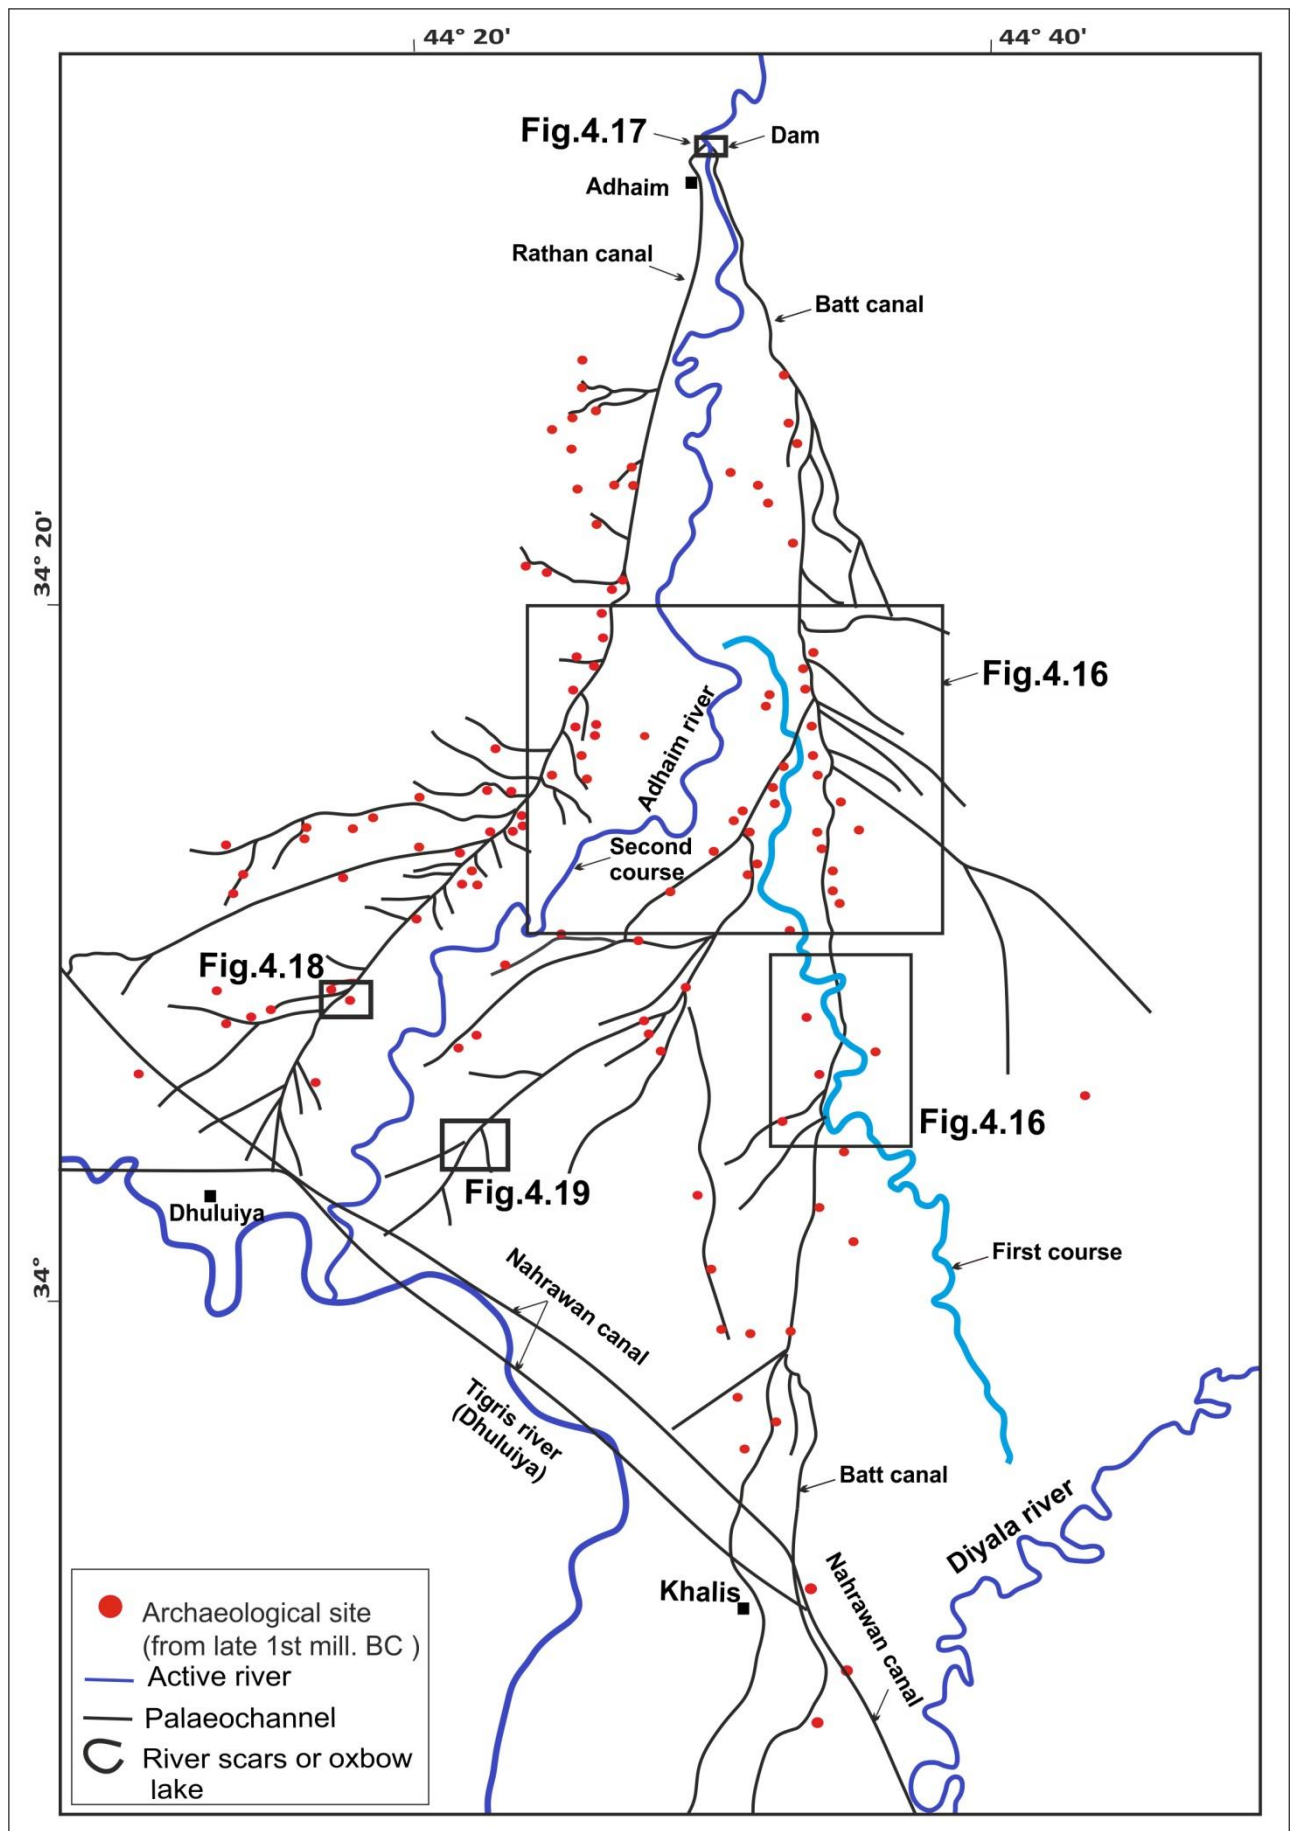 44° 20'
44° 40'
Fig.4.17
Dam
Adhaim
Rathan canal
Batt canal
34° 20'
Fig.4.16
Adhaim river
Second
course
Fig.4.18
Fig.4.16
Fig.4.19
Dhuluiya
First course
34°
Nahrawan canal
Tigris river
(Dhuluiya)
Batt canal
Diyala river
Khalis
Nahrawan canal
Archaeological site
(from late 1st mill. BC )
Active river
Palaeochannel
River scars or oxbow
lake